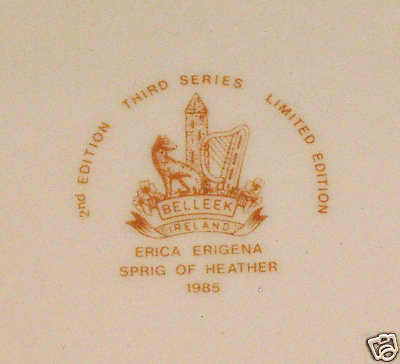 2nd EDITION THIRD SERIES LIMITED EDITION
BELLEEK
IRELAND
ERICA ERIGENA
SPRIG OF HEATHER
1985